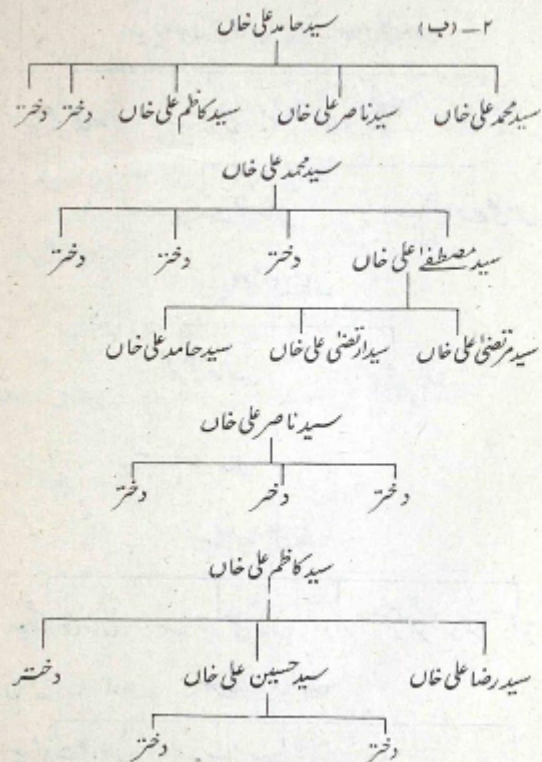 ۲ - (ب) سید حامد علی خاں
سید محمد علی خاں سید ناصر علی خاں سید کاظم علی خاں دختر دختر
سید محمد علی خاں
سید مصطفےٰ علی خاں دختر دختر دختر
سید مرتضیٰ علی خاں سید ارتضیٰ علی خاں سید حامد علی خاں
سید ناصر علی خاں
دختر دختر دختر
سید کاظم علی خاں
سید رضا علی خاں سید حسین علی خاں دختر
دختر دختر